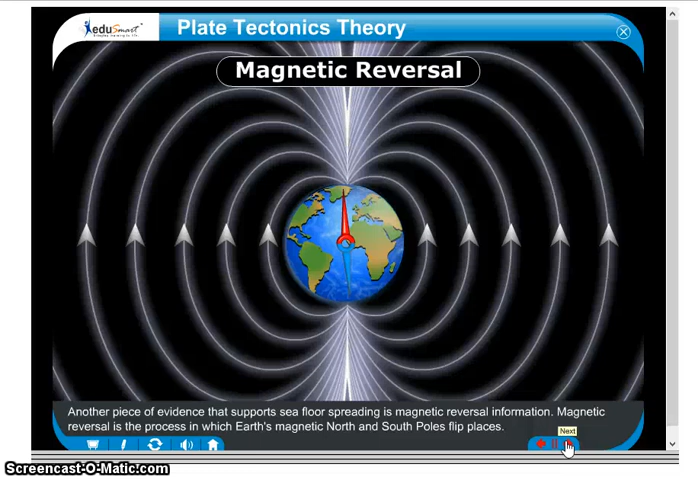 eduSmart
Plate Tectonics Theory
Magnetic Reversal
Another piece of evidence that supports sea floor spreading is magnetic reversal information. Magnetic
reversal is the process in which Earth's magnetic North and South Poles flip places.
Next
Screencast-O-Matic.com